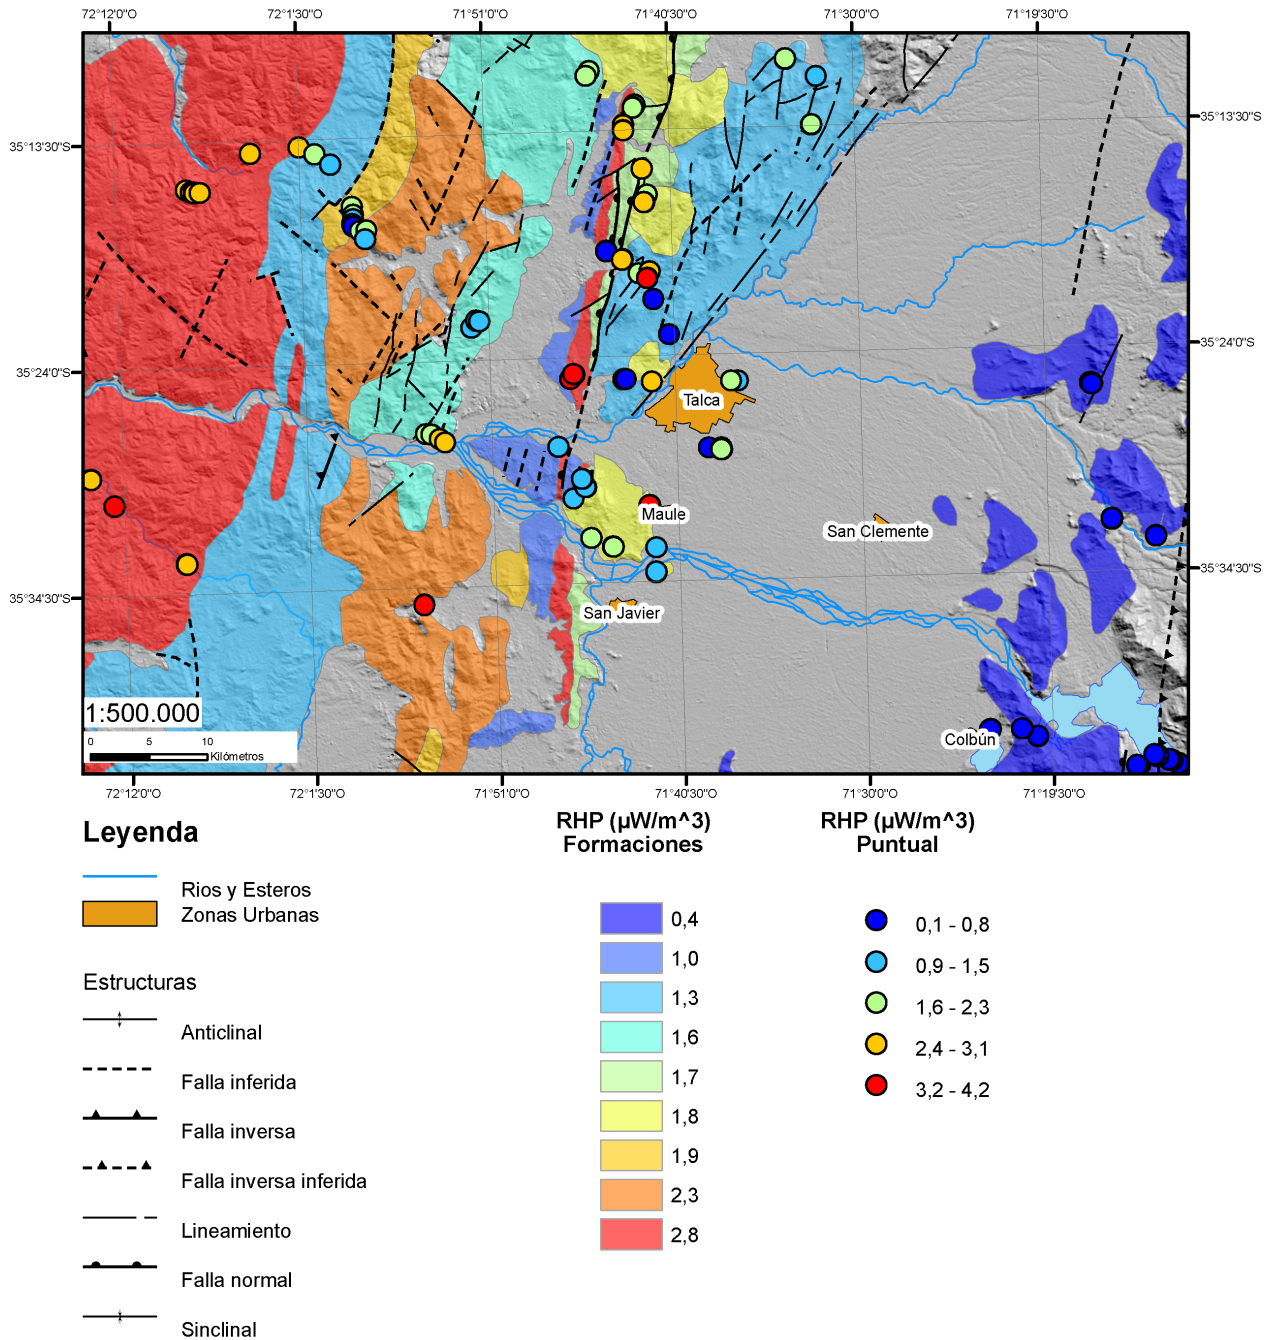 72°12'0"O
72°1'30"O
71°51'0"O
71°40'30"O
71°30'0"O
71°19'30"O
35°13'30"S
35°13'30"S
35°24'0"S
35°24'0"S
Talca
Maule
San Clemente
35°34'30"S
35°34'30"S
San Javier
1:500.000
0 5 10
Kilómetros
Colbún
72°12'0"O
72°1'30"O
71°51'0"O
71°40'30"O
71°30'0"O
71°19'30"O
Leyenda
Rios y Esteros
Zonas Urbanas
Estructuras
Anticlinal
Falla inferida
Falla inversa
Falla inversa inferida
Lineamiento
Falla normal
Sinclinal
RHP (µW/m^3)
Formaciones
0,4
1,0
1,3
1,6
1,7
1,8
1,9
2,3
2,8
RHP (µW/m^3)
Puntual
0,1 - 0,8
0,9 - 1,5
1,6 - 2,3
2,4 - 3,1
3,2 - 4,2